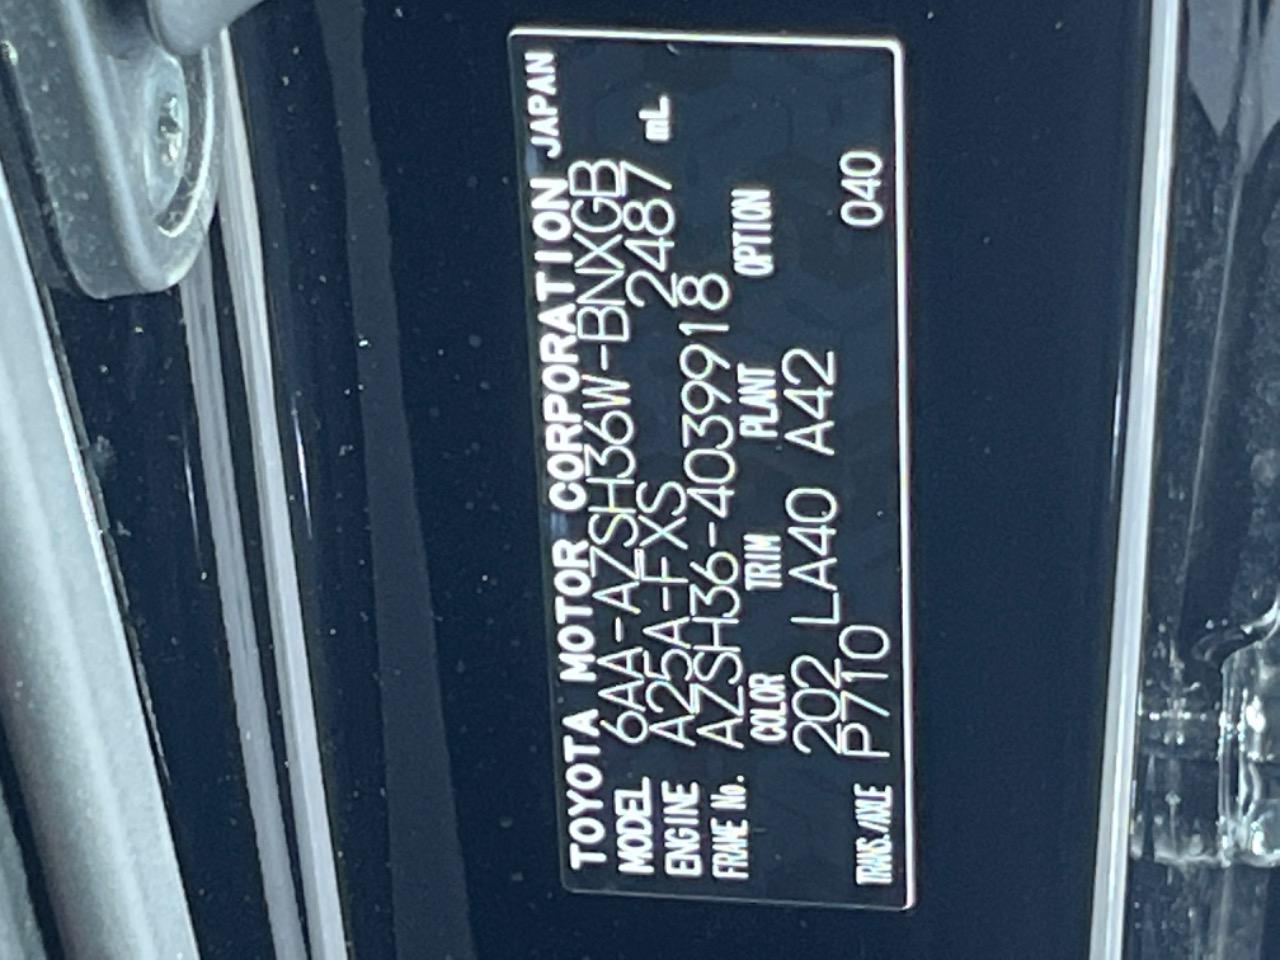 TOYOTA MOTOR CORPORATION JAPAN
MODEL 6AA-AZSH36W-BNXGB
ENGINE A25A-FXS 2487 mL
FRAME No. AZSH36-4039918
COLOR TRIM PLANT OPTION
202 LA40 A42
TRANS./AXLE P710 040